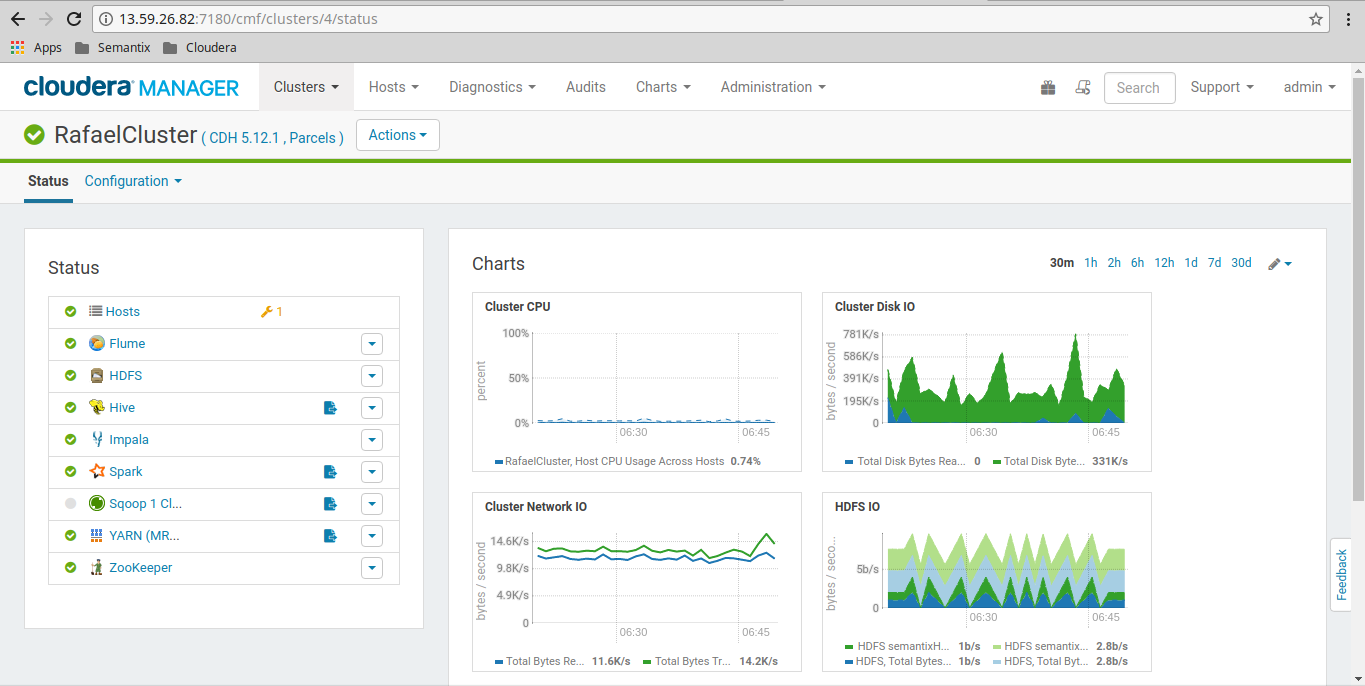 13.59.26.82:7180/cmf/clusters/4/status
Apps Semantix Cloudera
cloudera MANAGER Clusters Hosts Diagnostics Audits Charts Administration Search Support admin
RafaelCluster ( CDH 5.12.1 , Parcels ) Actions
Status Configuration
Status
Hosts 1
Flume
HDFS
Hive
Impala
Spark
Sqoop 1 Cl...
YARN (MR...
ZooKeeper
Charts
30m 1h 2h 6h 12h 1d 7d 30d
Cluster CPU
percent
100%
50%
0%
06:30 06:45
RafaelCluster, Host CPU Usage Across Hosts 0.74%
Cluster Disk IO
bytes / second
781K/s
586K/s
391K/s
195K/s
0
06:30 06:45
Total Disk Bytes Rea... 0 Total Disk Byte... 331K/s
Cluster Network IO
bytes / second
14.6K/s
9.8K/s
4.9K/s
0
06:30 06:45
Total Bytes Re... 11.6K/s Total Bytes Tr... 14.2K/s
HDFS IO
bytes / seco...
5b/s
0
06:30 06:45
HDFS semantixH... 1b/s HDFS semantix... 2.8b/s
HDFS, Total Bytes... 1b/s HDFS, Total Byt... 2.8b/s
Feedback